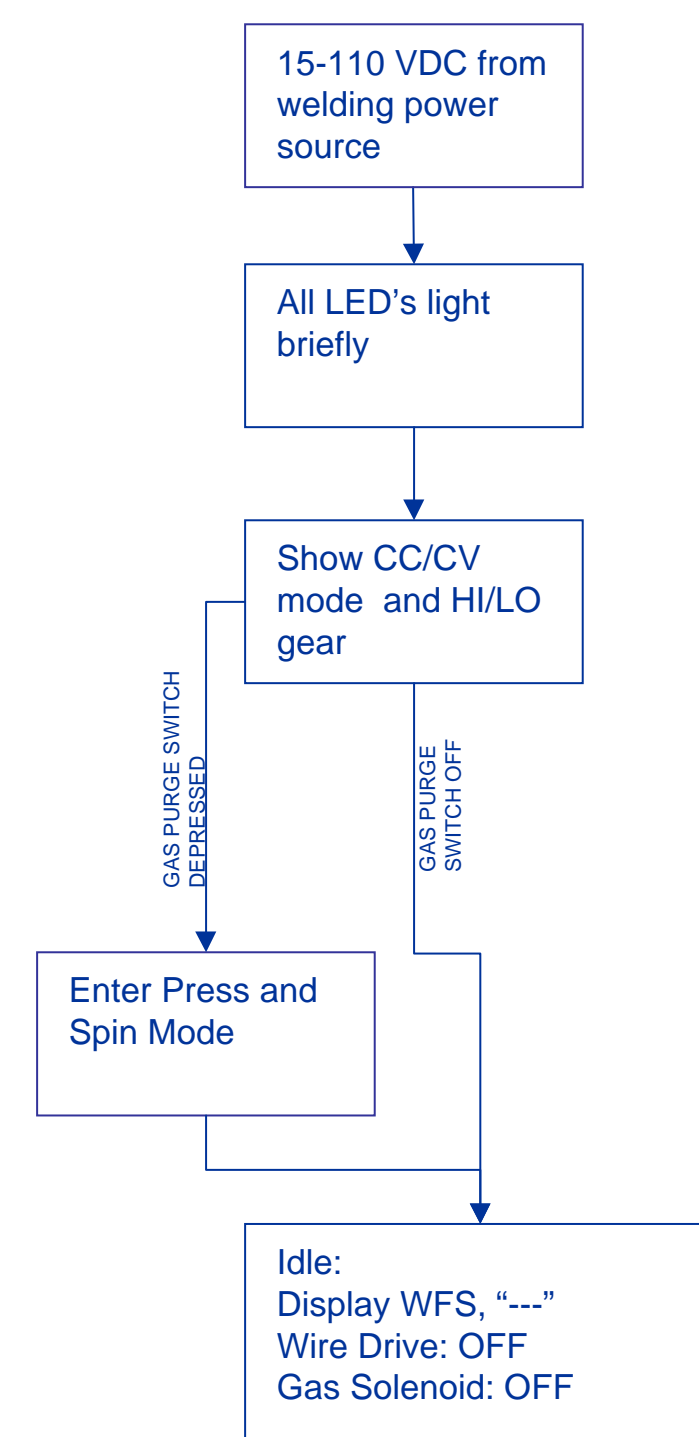 15-110 VDC from
welding power
source
All LED’s light
briefly
Show CC/CV
mode  and HI/LO
gear
GAS PURGE SWITCH
DEPRESSED
GAS PURGE
SWITCH OFF
Enter Press and
Spin Mode
Idle:
Display WFS, “---”
Wire Drive: OFF
Gas Solenoid: OFF